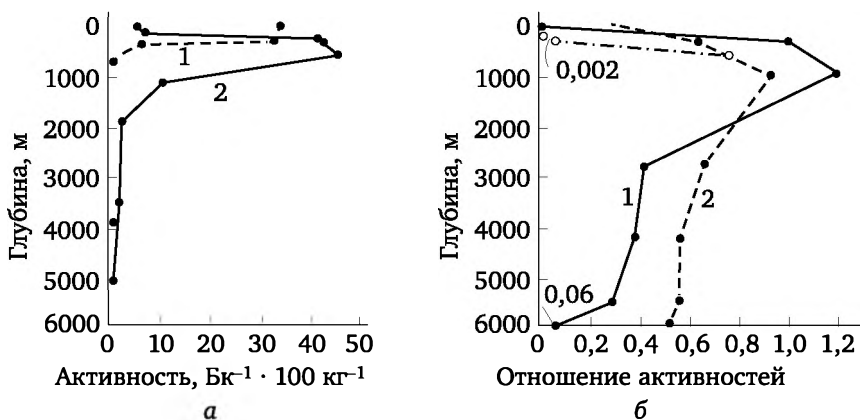 0
1000
2000
3000
4000
5000
6000
Глубина, м
1
2
0 10 20 30 40 50
Активность, Бк⁻¹ · 100 кг⁻¹
а
0
1000
2000
3000
4000
5000
6000
Глубина, м
0,002
1
2
0,06
0 0,2 0,4 0,6 0,8 1,0 1,2
Отношение активностей
б